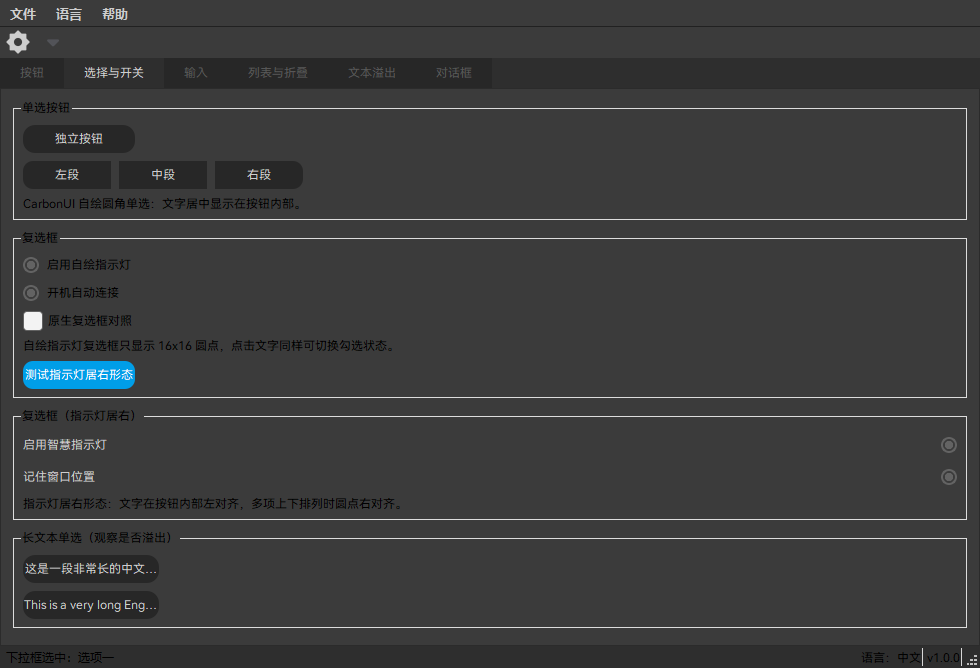 文件 语言 帮助
按钮 选择与开关 输入 列表与折叠 文本溢出 对话框
单选按钮
独立按钮
左段 中段 右段
CarbonUI 自绘圆角单选：文字居中显示在按钮内部。
复选框
启用自绘指示灯
开机自动连接
原生复选框对照
自绘指示灯复选框只显示 16x16 圆点，点击文字同样可切换勾选状态。
测试指示灯居右形态
复选框（指示灯居右）
启用智慧指示灯
记住窗口位置
指示灯居右形态：文字在按钮内部左对齐，多项上下排列时圆点右对齐。
长文本单选（观察是否溢出）
这是一段非常长的中文...
This is a very long Eng...
下拉框选中：选项一 语言：中文 v1.0.0